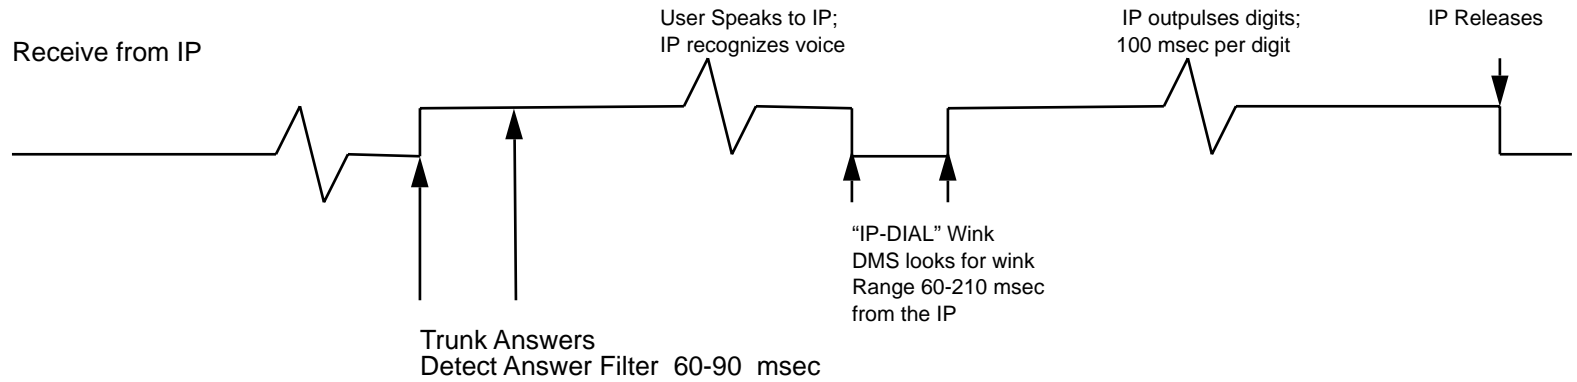 Receive from IP
User Speaks to IP;
IP recognizes voice
IP outpulses digits;
100 msec per digit
IP Releases
“IP-DIAL” Wink
DMS looks for wink
Range 60-210 msec
from the IP
Trunk Answers
Detect Answer Filter 60-90 msec